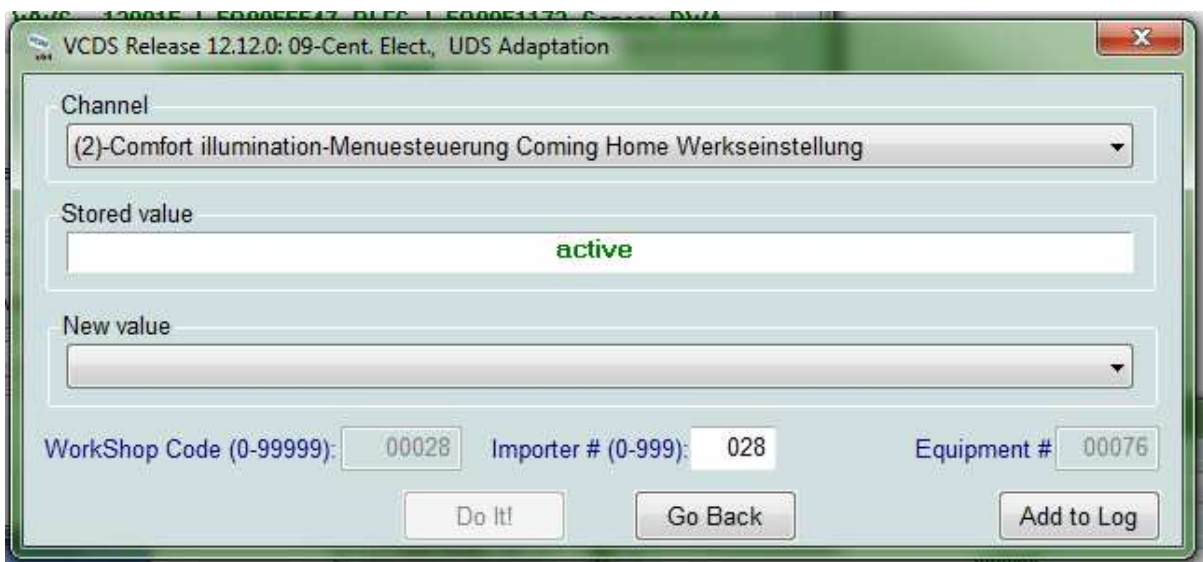 VCDS Release 12.12.0: 09-Cent. Elect., UDS Adaptation
Channel
(2)-Comfort illumination-Menuesteuerung Coming Home Werkseinstellung
Stored value
active
New value
WorkShop Code (0-99999): 00028 Importer # (0-999): 028 Equipment # 00076
Do It! Go Back Add to Log